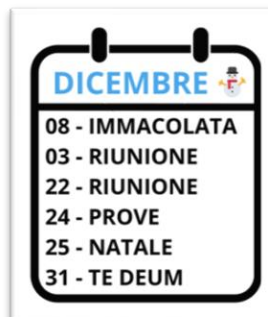 DICEMBRE
08 - IMMACOLATA
03 - RIUNIONE
22 - RIUNIONE
24 - PROVE
25 - NATALE
31 - TE DEUM